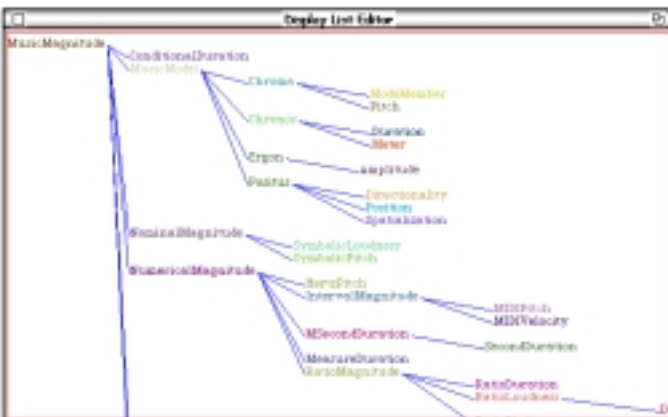 Display List Editor
MusicMagnitude
ConditionalDuration
MusicModel
Chroma
ModeMember
Pitch
Chronos
Duration
Meter
Ergon
Amplitude
Positus
Directionality
Position
Spatialization
NominalMagnitude
SymbolicLoudness
SymbolicPitch
NumericalMagnitude
HertzPitch
IntervalMagnitude
MIDIPitch
MIDIVelocity
MSecondDuration
SecondDuration
MeasureDuration
RatioMagnitude
RatioDuration
RatioLoudness